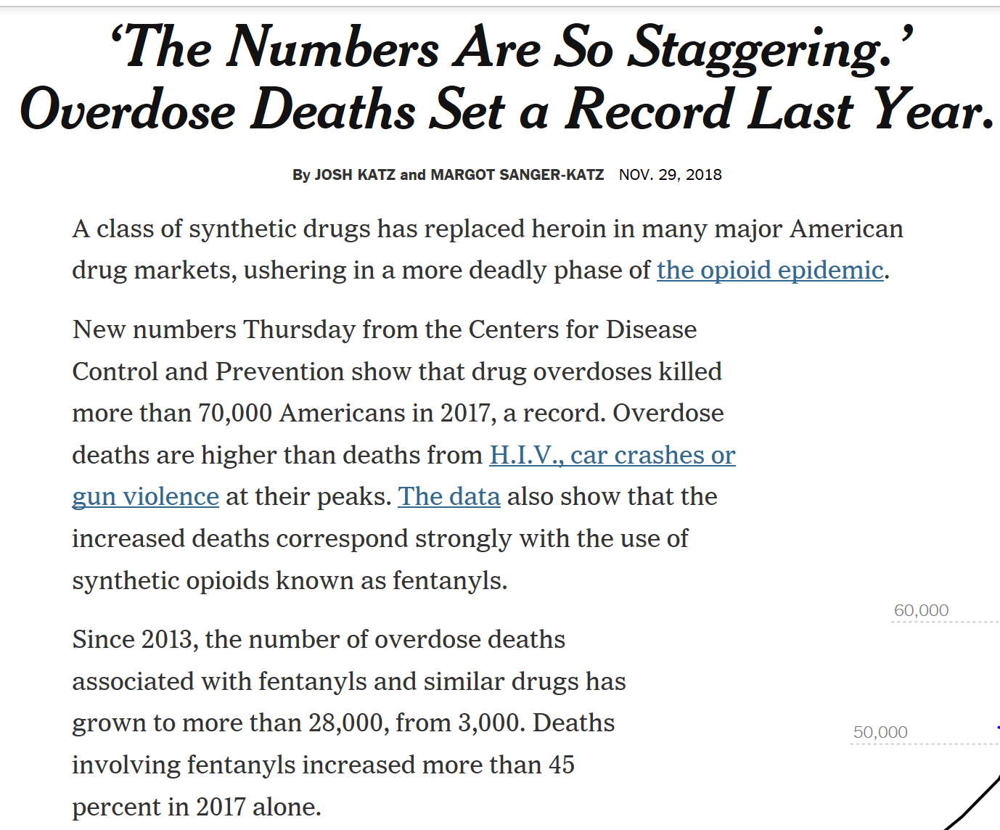 ‘The Numbers Are So Staggering.’
Overdose Deaths Set a Record Last Year.
By JOSH KATZ and MARGOT SANGER-KATZ NOV. 29, 2018
A class of synthetic drugs has replaced heroin in many major American
drug markets, ushering in a more deadly phase of the opioid epidemic.
New numbers Thursday from the Centers for Disease
Control and Prevention show that drug overdoses killed
more than 70,000 Americans in 2017, a record. Overdose
deaths are higher than deaths from H.I.V., car crashes or
gun violence at their peaks. The data also show that the
increased deaths correspond strongly with the use of
synthetic opioids known as fentanyls.
60,000
Since 2013, the number of overdose deaths
associated with fentanyls and similar drugs has
grown to more than 28,000, from 3,000. Deaths
50,000
involving fentanyls increased more than 45
percent in 2017 alone.